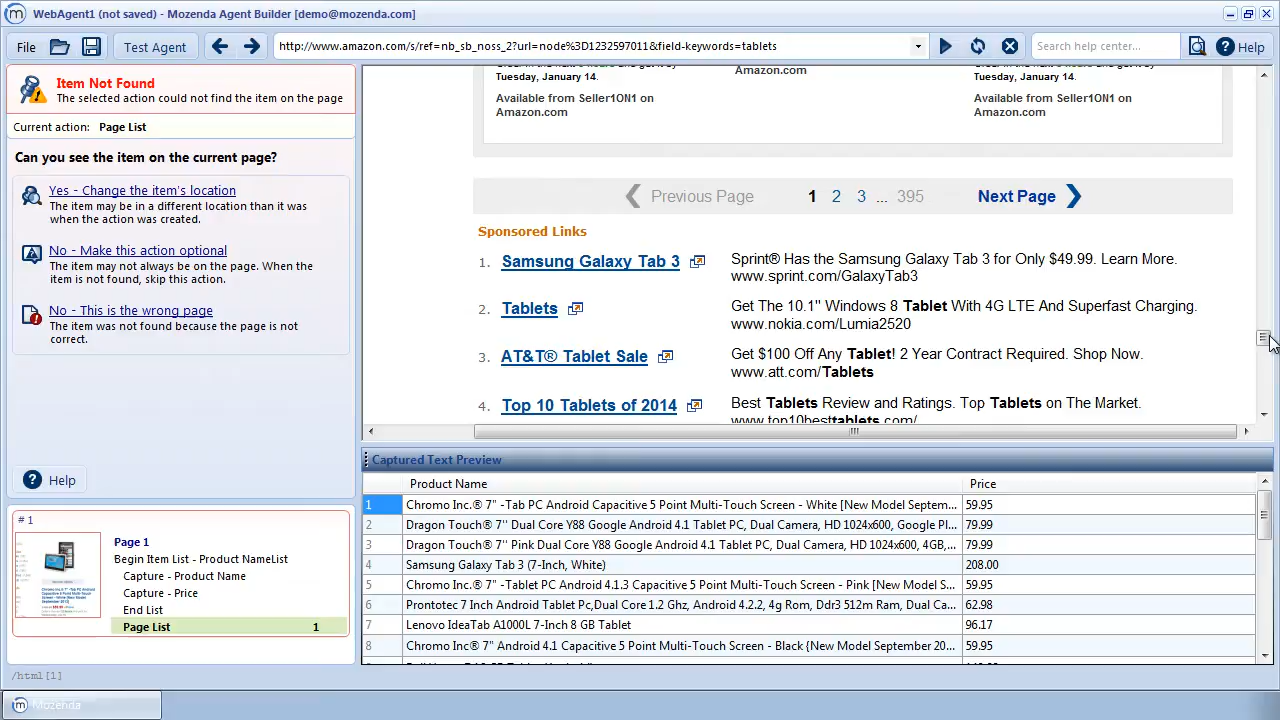 WebAgent1 (not saved) - Mozenda Agent Builder [demo@mozenda.com]
File
Test Agent
http://www.amazon.com/s/ref=nb_sb_noss_2?url=node%3D1232597011&field-keywords=tablets
Search help center...
Help
Item Not Found
The selected action could not find the item on the page
Current action: Page List
Can you see the item on the current page?
Yes - Change the item's location
The item may be in a different location than it was
when the action was created.
No - Make this action optional
The item may not always be on the page. When the
item is not found, skip this action.
No - This is the wrong page
The item was not found because the page is not
correct.
Help
# 1
Page 1
Begin Item List - Product NameList
Capture - Product Name
Capture - Price
End List
Page List 1
Tuesday, January 14.
Available from Seller1ON1 on
Amazon.com
Amazon.com
Tuesday, January 14.
Available from Seller1ON1 on
Amazon.com
Previous Page 1 2 3 ... 395 Next Page
Sponsored Links
1. Samsung Galaxy Tab 3 Sprint® Has the Samsung Galaxy Tab 3 for Only $49.99. Learn More.
www.sprint.com/GalaxyTab3
2. Tablets Get The 10.1" Windows 8 Tablet With 4G LTE And Superfast Charging.
www.nokia.com/Lumia2520
3. AT&T® Tablet Sale Get $100 Off Any Tablet! 2 Year Contract Required. Shop Now.
www.att.com/Tablets
4. Top 10 Tablets of 2014 Best Tablets Review and Ratings. Top Tablets on The Market.
www.top10besttablets.com/
Captured Text Preview
Product Name Price
1 Chromo Inc.® 7" -Tab PC Android Capacitive 5 Point Multi-Touch Screen - White [New Model Septem... 59.95
2 Dragon Touch® 7'' Dual Core Y88 Google Android 4.1 Tablet PC, Dual Camera, HD 1024x600, Google Pl... 79.99
3 Dragon Touch® 7'' Pink Dual Core Y88 Google Android 4.1 Tablet PC, Dual Camera, HD 1024x600, 4GB,... 79.99
4 Samsung Galaxy Tab 3 (7-Inch, White) 208.00
5 Chromo Inc.® 7" -Tablet PC Android 4.1.3 Capacitive 5 Point Multi-Touch Screen - Pink [New Mode... 59.95
6 Prontotec 7 Inch Android Tablet Pc,Dual Core 1.2 Ghz, Android 4.2.2, 4g Rom, Ddr3 512m Ram, Dual Ca... 62.98
7 Lenovo IdeaTab A1000L 7-Inch 8 GB Tablet 96.17
8 Chromo Inc® 7" Android 4.1 Capacitive 5 Point Multi-Touch Screen - Black {New Model September 20... 59.95
/html[1]
Mozenda